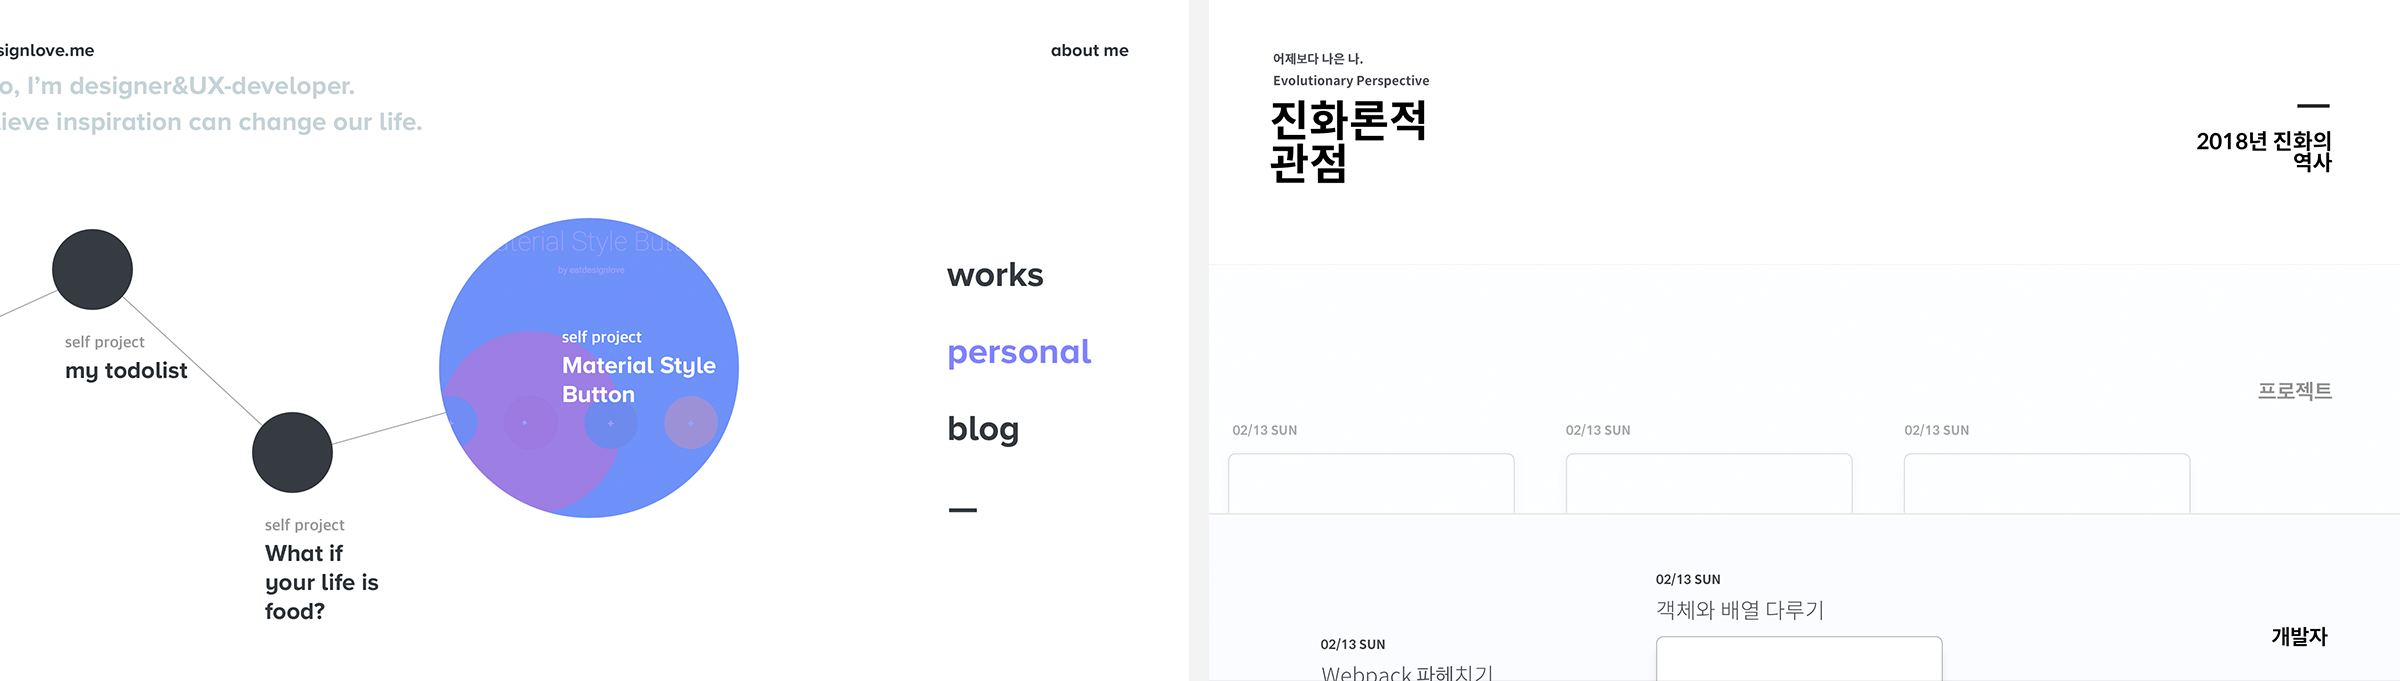 signlove.me
about me
o, I’m designer&UX-developer.
ieve inspiration can change our life.
terial Style But
by eatdesignlove
self project
my todolist
self project
Material Style
Button
self project
What if
your life is
food?
works
personal
blog
어제보다 나은 나.
Evolutionary Perspective
진화론적
관점
2018년 진화의
역사
프로젝트
02/13 SUN
02/13 SUN
02/13 SUN
02/13 SUN
객체와 배열 다루기
개발자
02/13 SUN
Webpack 파헤치기